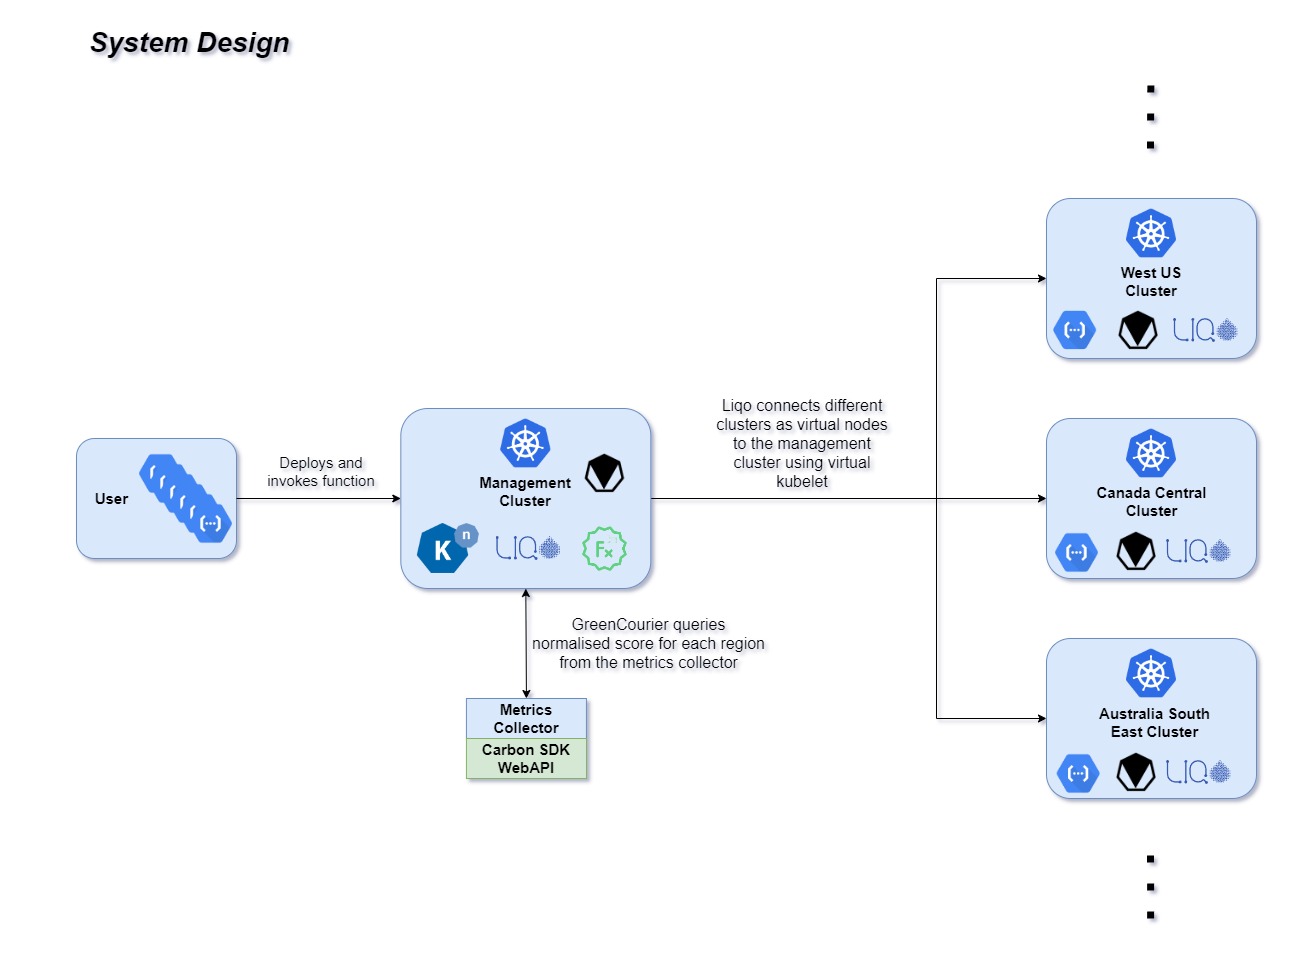 System Design
West US
Cluster
LIQO
Liqo connects different
clusters as virtual nodes
to the management
cluster using virtual
kubelet
Deploys and
invokes function
User
Management
Cluster
K
n
LIQO
Fx
Canada Central
Cluster
LIQO
GreenCourier queries
normalised score for each region
from the metrics collector
Metrics
Collector
Carbon SDK
WebAPI
Australia South
East Cluster
LIQO